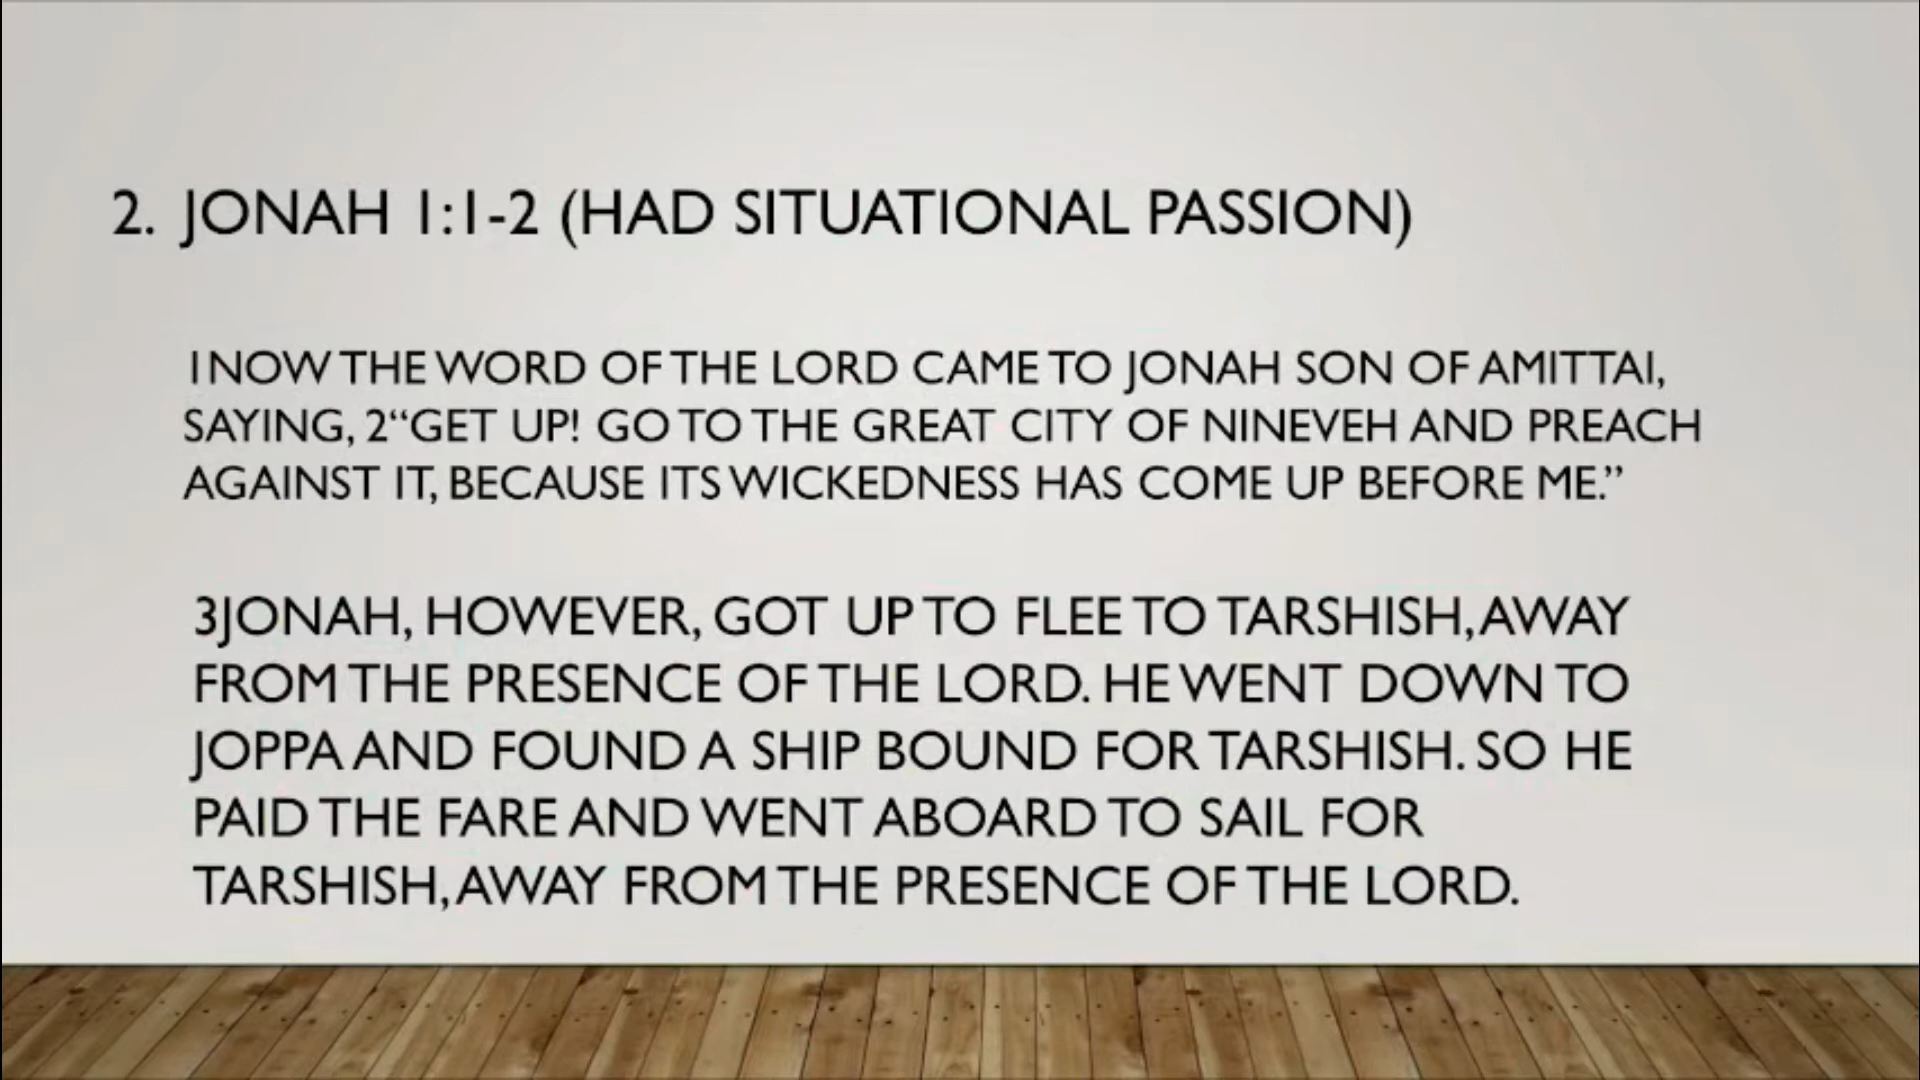 2. JONAH 1:1-2 (HAD SITUATIONAL PASSION)
1NOW THE WORD OF THE LORD CAME TO JONAH SON OF AMITTAI,
SAYING, 2“GET UP! GO TO THE GREAT CITY OF NINEVEH AND PREACH
AGAINST IT, BECAUSE ITS WICKEDNESS HAS COME UP BEFORE ME.”
3JONAH, HOWEVER, GOT UP TO FLEE TO TARSHISH, AWAY
FROM THE PRESENCE OF THE LORD. HE WENT DOWN TO
JOPPA AND FOUND A SHIP BOUND FOR TARSHISH. SO HE
PAID THE FARE AND WENT ABOARD TO SAIL FOR
TARSHISH, AWAY FROM THE PRESENCE OF THE LORD.